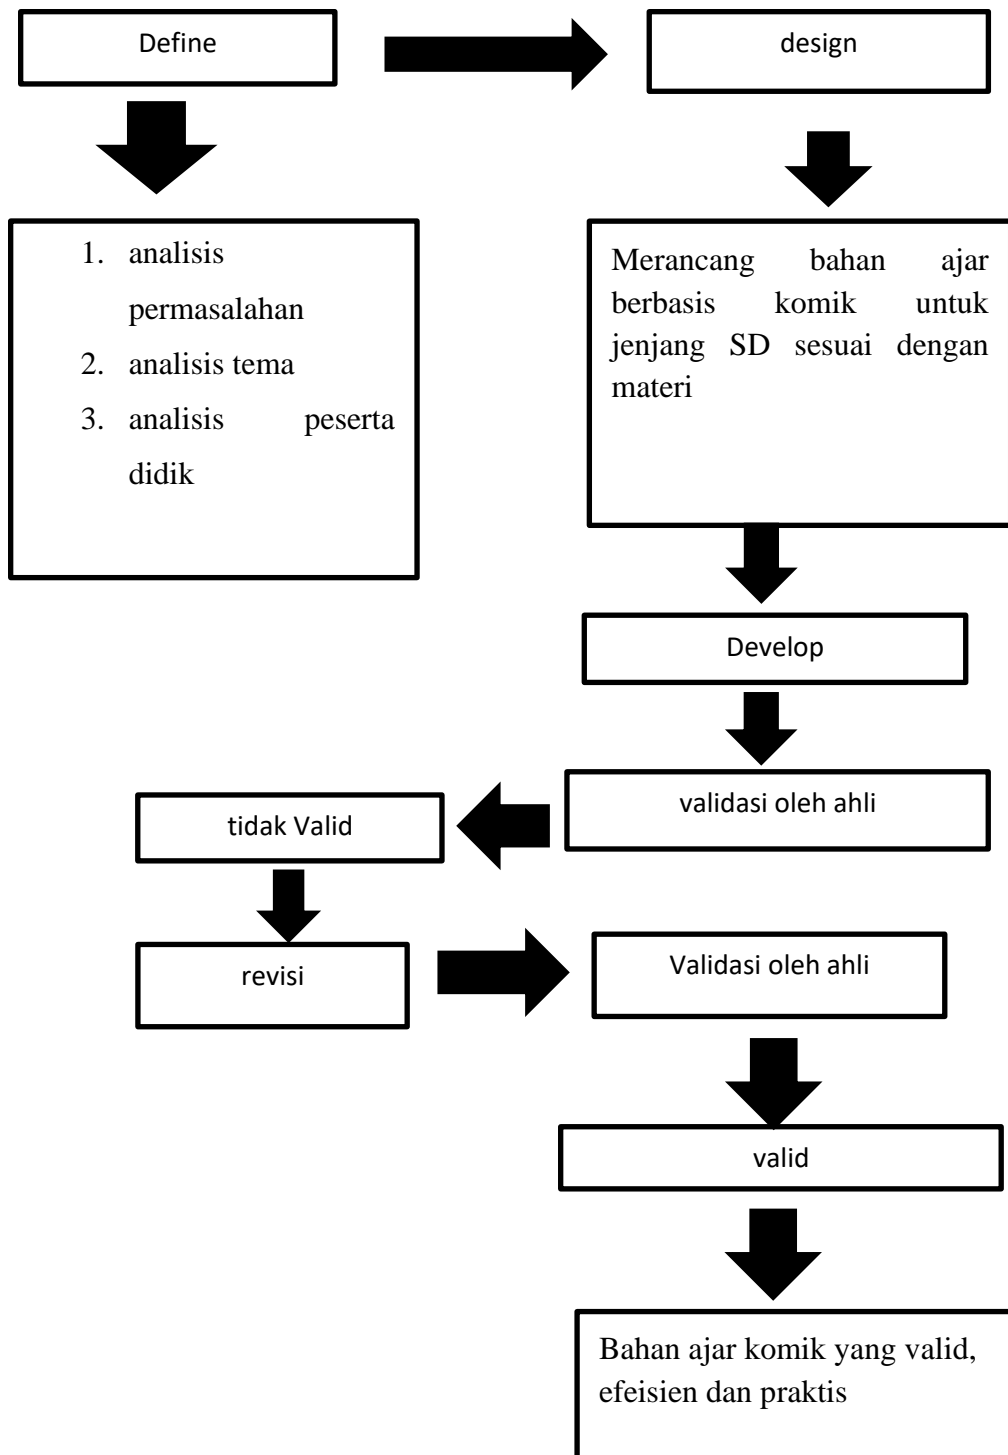 Define
design
1. analisis
permasalahan
2. analisis tema
3. analisis peserta
didik
Merancang bahan ajar
berbasis komik untuk
jenjang SD sesuai dengan
materi
Develop
validasi oleh ahli
tidak Valid
revisi
Validasi oleh ahli
valid
Bahan ajar komik yang valid,
efeisien dan praktis